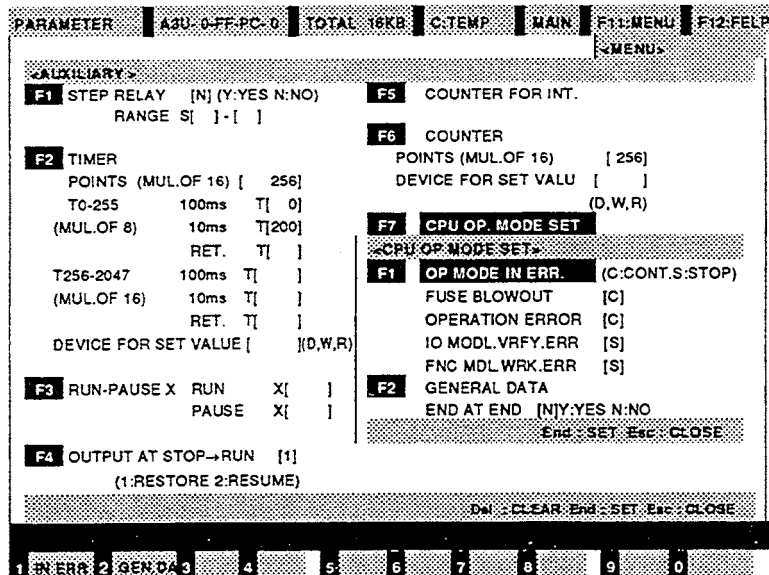 PARAMETER A3U-0-FF-PC-0 TOTAL 16KB C:TEMP MAIN F11:MENU F12:FELP
<MENU>
<AUXILIARY>
F1 STEP RELAY [N] (Y:YES N:NO)
RANGE S[ ]-[ ]
F2 TIMER
POINTS (MUL.OF 16) [ 256]
T0-255 100ms T[ 0]
(MUL.OF 8) 10ms T[200]
RET. T[ ]
T256-2047 100ms T[ ]
(MUL.OF 16) 10ms T[ ]
RET. T[ ]
DEVICE FOR SET VALUE [ ](D,W,R)
F3 RUN-PAUSE X RUN X[ ]
PAUSE X[ ]
F4 OUTPUT AT STOP→RUN [1]
(1:RESTORE 2:RESUME)
F5 COUNTER FOR INT.
F6 COUNTER
POINTS (MUL.OF 16) [ 256]
DEVICE FOR SET VALU [ ]
(D,W,R)
F7 CPU OP. MODE SET
<CPU OP MODE SET>
F1 OP MODE IN ERR. (C:CONT.S:STOP)
FUSE BLOWOUT [C]
OPERATION ERROR [C]
IO MODL.VRFY.ERR [S]
FNC MDL.WRK.ERR [S]
F2 GENERAL DATA
END AT END [N]Y:YES N:NO
End : SET Esc : CLOSE
Del : CLEAR End : SET Esc : CLOSE
1 IN ERR 2 GEN.DA 3 4 5 6 7 8 9 0